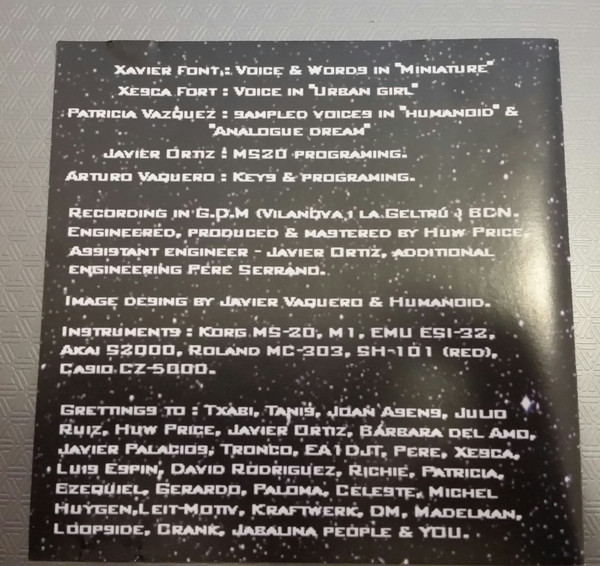 Xavier Font,: Voice & Words in "Miniature"
Xesca Fort : Voice in "Urban girl"
Patricia Vazquez : sampled voices in "humanoid" &
"Analogue dream"
Javier Ortiz : MS20 programing.
Arturo Vaquero : Keys & programing.
Recording in G.D.M (Vilanova i la Geltrú ) BCN.
Engineered, produced & mastered by Huw Price,
Assistant engineer - Javier Ortiz, additional
engineering Pere Serrano.
Image desing by Javier Vaquero & Humanoid.
Instruments : Korg MS-20, M1, EMU ESI-32,
Akai S2000, Roland MC-303, SH-101 (red),
Casio CZ-5000.
Grettings to : Txabi, Tanis, Joan Asens, Julio
Ruiz, Huw Price, Javier Ortiz, Bárbara del Amo,
Javier Palacios, Tronco, EA1DJT, Pere, Xesca,
Luis Espin, David Rodriguez, Richie, Patricia,
Ezequiel, Gerardo, Paloma, Celeste, Michel
Huygen,Leit-Motiv, Kraftwerk, DM, Madelman,
Loopside, Crank, Jabalina people & YOU.